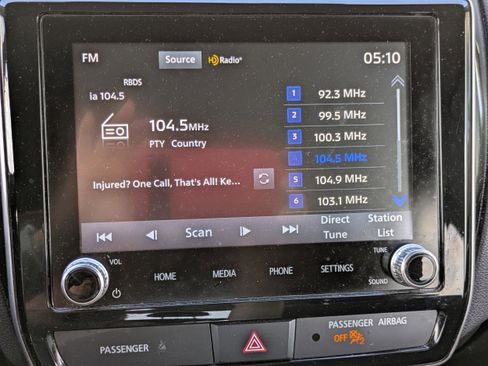 FM
Source
HD Radio®
05:10
RBDS
ia 104.5
104.5MHz
PTY Country
Injured? One Call, That's All! Ke...
1 92.3 MHz
2 99.5 MHz
3 100.3 MHz
4 104.5 MHz
5 104.9 MHz
6 103.1 MHz
Scan
Direct Tune
Station List
VOL
HOME
MEDIA
PHONE
SETTINGS
TUNE
SOUND
PASSENGER
PASSENGER AIRBAG
OFF